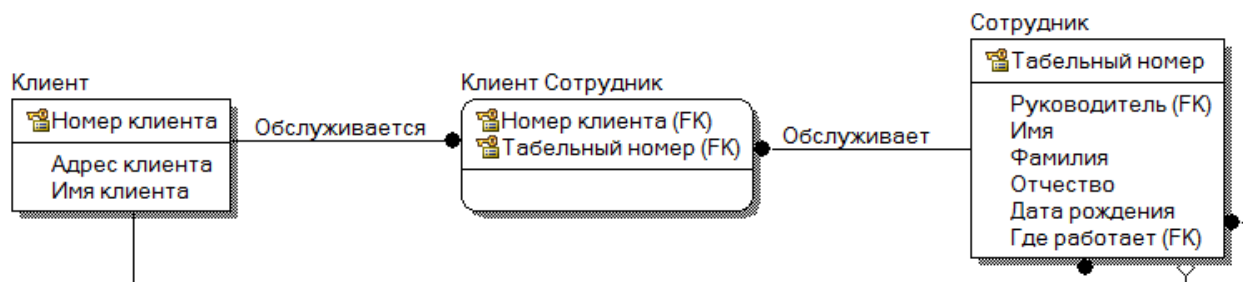 Клиент
Номер клиента
Адрес клиента
Имя клиента
Обслуживается
Клиент Сотрудник
Номер клиента (FK)
Табельный номер (FK)
Обслуживает
Сотрудник
Табельный номер
Руководитель (FK)
Имя
Фамилия
Отчество
Дата рождения
Где работает (FK)